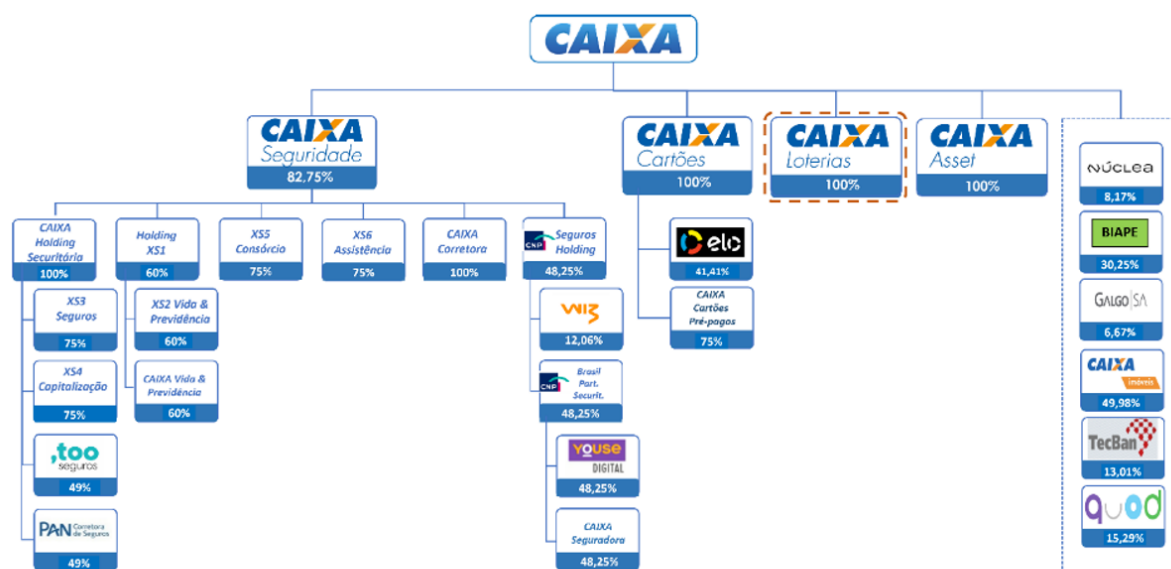 CAIXA
CAIXA
Seguridade
82,75%
CAIXA
Cartões
100%
CAIXA
Loterias
100%
CAIXA
Asset
100%
CAIXA
Holding
Securitária
100%
Holding
XS1
60%
XS5
Consórcio
75%
XS6
Assistência
75%
CAIXA
Corretora
100%
CNP
Seguros
Holding
48,25%
XS3
Seguros
75%
XS4
Capitalização
75%
,too
seguros
49%
PAN Corretora
de Seguros
49%
XS2 Vida &
Previdência
60%
CAIXA Vida &
Previdência
60%
wiz
12,06%
CNP
Brasil
Part.
Securit.
48,25%
YOUSE
DIGITAL
48,25%
CAIXA
Seguradora
48,25%
elo
41,41%
CAIXA
Cartões
Pré-pagos
75%
NÚCLEA
8,17%
BIAPE
30,25%
GALGO|SA
6,67%
CAIXA
imóveis
49,98%
TecBan
13,01%
quod
15,29%